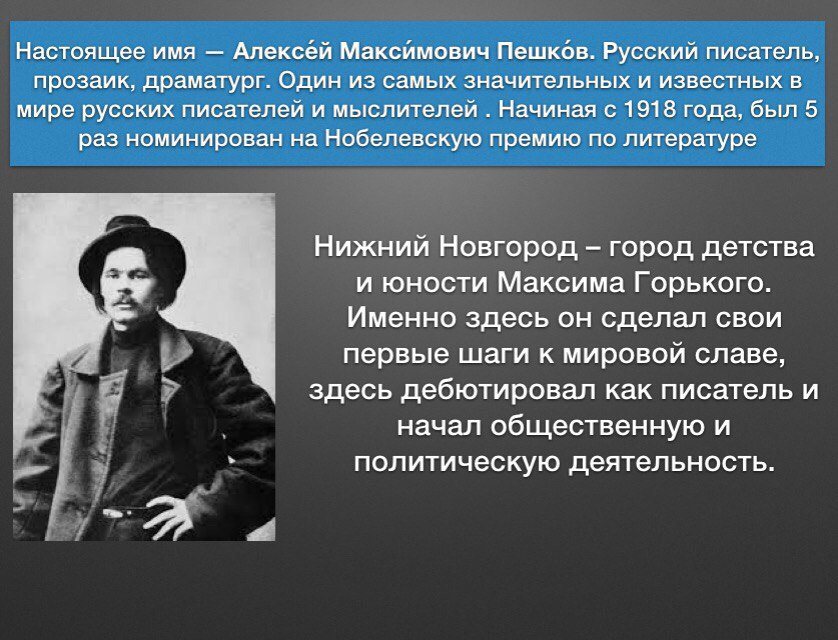 Настоящее имя — Алексе́й Макси́мович Пешко́в. Русский писатель,
прозаик, драматург. Один из самых значительных и известных в
мире русских писателей и мыслителей . Начиная с 1918 года, был 5
раз номинирован на Нобелевскую премию по литературе
Нижний Новгород – город детства
и юности Максима Горького.
Именно здесь он сделал свои
первые шаги к мировой славе,
здесь дебютировал как писатель и
начал общественную и
политическую деятельность.